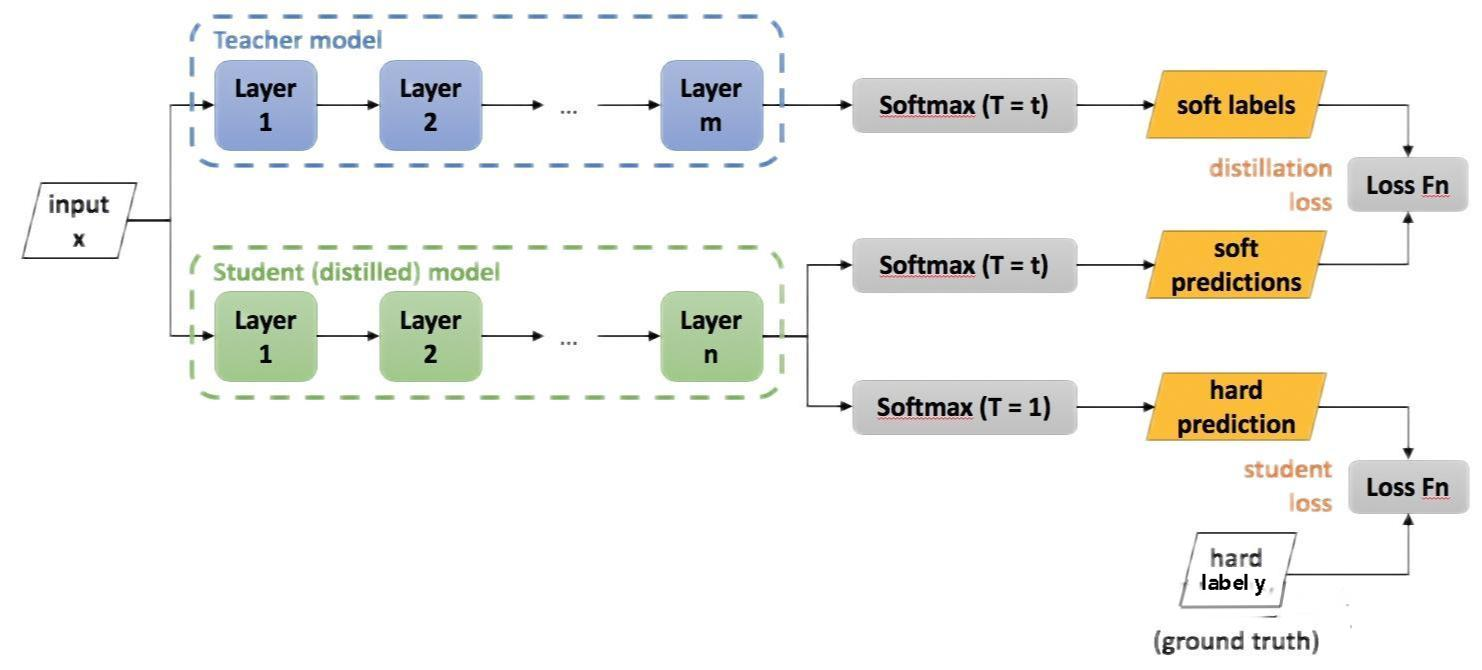 Teacher model
Layer
1
Layer
2
...
Layer
m
Softmax (T = t)
soft labels
distillation
loss
Loss Fn
input
x
Student (distilled) model
Layer
1
Layer
2
...
Layer
n
Softmax (T = t)
soft
predictions
Softmax (T = 1)
hard
prediction
student
loss
Loss Fn
hard
label y
(ground truth)